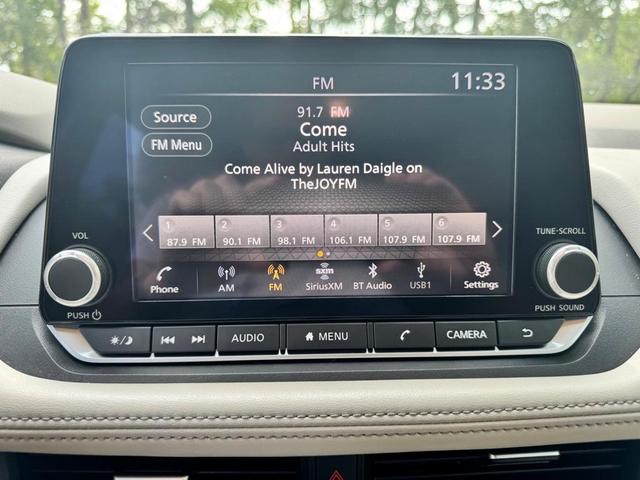 FM
11:33
Source
91.7 FM
Come
FM Menu
Adult Hits
Come Alive by Lauren Daigle on
TheJOYFM
1 2 3 4 5 6
87.9 FM 90.1 FM 98.1 FM 106.1 FM 107.9 FM 107.9 FM
VOL
TUNE-SCROLL
Phone AM FM SiriusXM BT Audio USB1 Settings
sxm
PUSH
PUSH SOUND
AUDIO MENU CAMERA